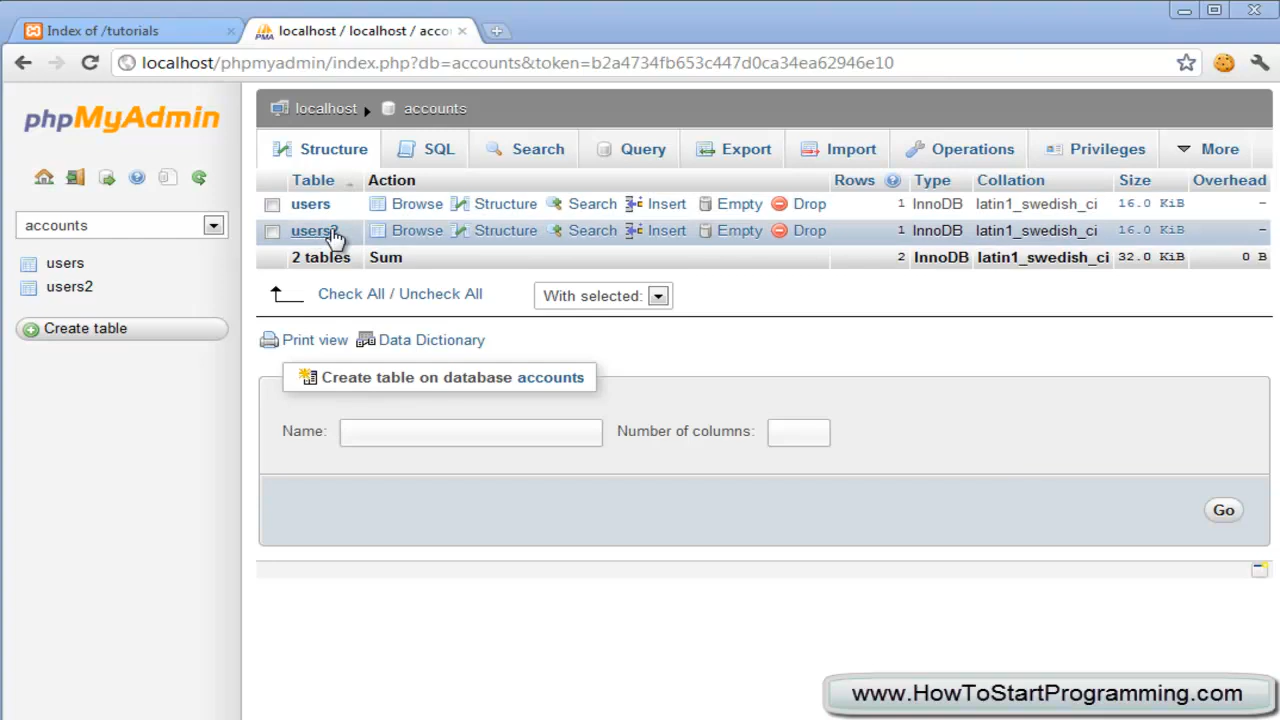 Index of /tutorials
localhost / localhost / acco
localhost/phpmyadmin/index.php?db=accounts&token=b2a4734fb653c447d0ca34ea62946e10
phpMyAdmin
localhost accounts
Structure SQL Search Query Export Import Operations Privileges More
Table Action Rows Type Collation Size Overhead
users Browse Structure Search Insert Empty Drop 1 InnoDB latin1_swedish_ci 16.0 KiB -
users2 Browse Structure Search Insert Empty Drop 1 InnoDB latin1_swedish_ci 16.0 KiB -
2 tables Sum 2 InnoDB latin1_swedish_ci 32.0 KiB 0 B
accounts
users
users2
Create table
Check All / Uncheck All With selected:
Print view Data Dictionary
Create table on database accounts
Name: Number of columns:
Go
www.HowToStartProgramming.com